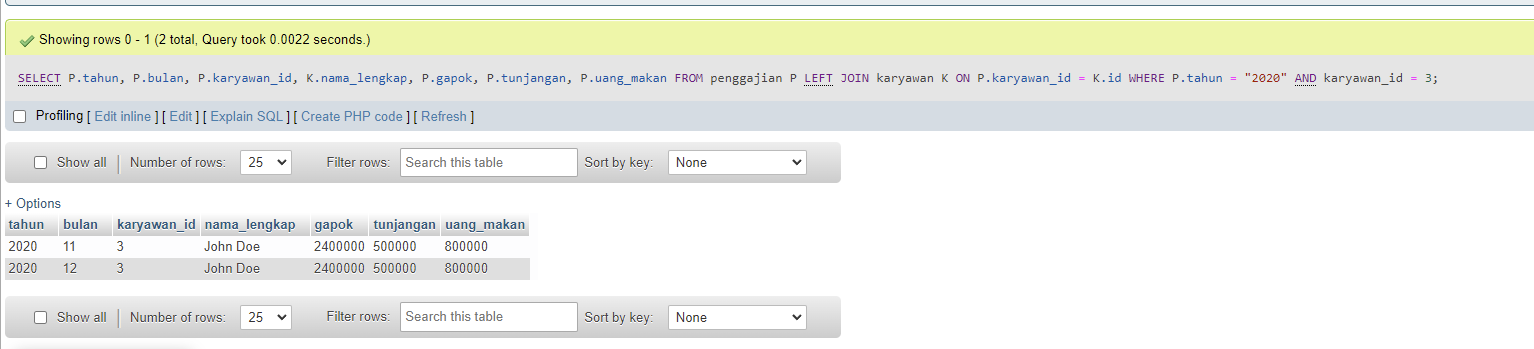 Showing rows 0 - 1 (2 total, Query took 0.0022 seconds.)
SELECT P.tahun, P.bulan, P.karyawan_id, K.nama_lengkap, P.gapok, P.tunjangan, P.uang_makan FROM penggajian P LEFT JOIN karyawan K ON P.karyawan_id = K.id WHERE P.tahun = "2020" AND karyawan_id = 3;
Profiling [ Edit inline ] [ Edit ] [ Explain SQL ] [ Create PHP code ] [ Refresh ]
Show all | Number of rows: 25 Filter rows: Search this table Sort by key: None
+ Options
tahun bulan karyawan_id nama_lengkap gapok tunjangan uang_makan
2020 11 3 John Doe 2400000 500000 800000
2020 12 3 John Doe 2400000 500000 800000
Show all | Number of rows: 25 Filter rows: Search this table Sort by key: None